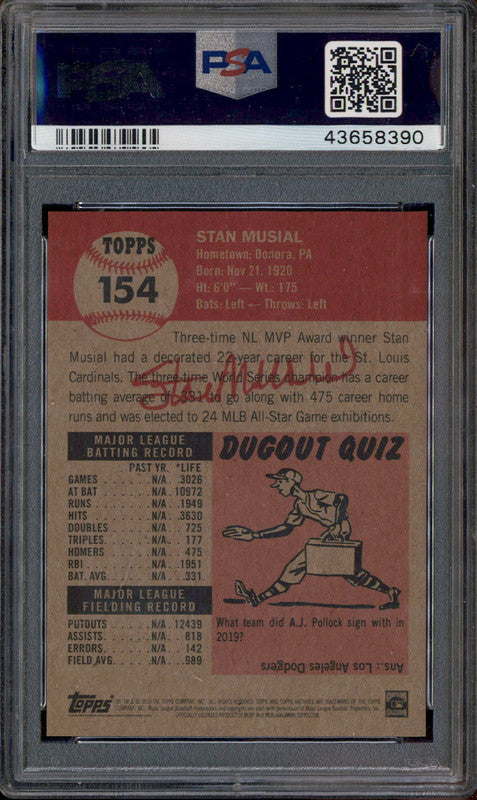 PSA
43658390
TOPPS
154
STAN MUSIAL
Hometown: Donora, PA
Born: Nov 21, 1920
Ht: 6'0" — Wt.: 175
Bats: Left — Throws: Left
Three-time NL MVP Award winner Stan
Musial had a decorated 22-year career for the St. Louis
Cardinals. The three-time World Series champion has a career
batting average of .331 to go along with 475 career home
runs and was elected to 24 MLB All-Star Game exhibitions.
Stan Musial
MAJOR LEAGUE
BATTING RECORD
PAST YR. *LIFE
GAMES . . . . . . N/A . 3026
AT BAT . . . . . . N/A . 10972
RUNS . . . . . . N/A . 1949
HITS . . . . . . N/A . 3630
DOUBLES . . . . N/A . . 725
TRIPLES . . . . . N/A . . 177
HOMERS . . . . . N/A . . 475
RBI . . . . . . N/A . 1951
BAT. AVG. . . . . N/A . .331
MAJOR LEAGUE
FIELDING RECORD
PUTOUTS . . . . N/A . 12439
ASSISTS . . . . . N/A . . 818
ERRORS . . . . . N/A . . 142
FIELD AVG. . . . N/A . .989
DUGOUT QUIZ
What team did A.J. Pollock sign with in
2019?
Ans.: Los Angeles Dodgers
topps